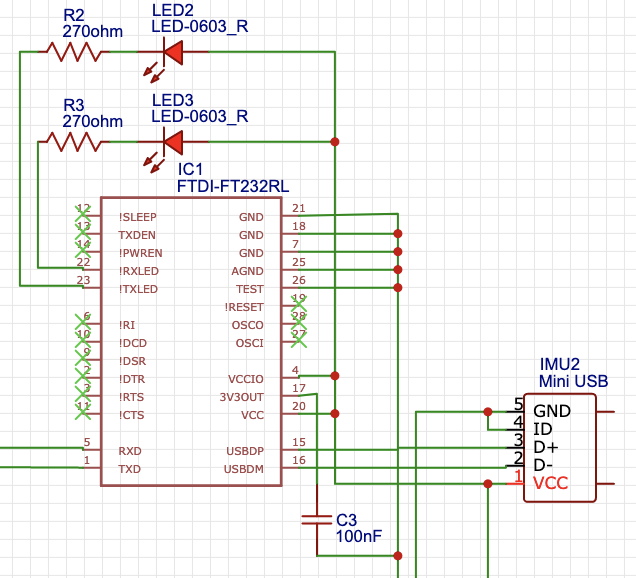 R2
270ohm
LED2
LED-0603_R
R3
270ohm
LED3
LED-0603_R
IC1
FTDI-FT232RL
12 !SLEEP GND 21
13 TXDEN GND 18
14 !PWREN GND 7
22 !RXLED AGND 25
23 !TXLED TEST 26
!RESET 19
6 !RI OSCO 28
10 !DCD OSCI 27
9 !DSR
2 !DTR VCCIO 4
3 !RTS 3V3OUT 17
11 !CTS VCC 20
5 RXD USBDP 15
1 TXD USBDM 16
IMU2
Mini USB
5 GND
4 ID
3 D+
2 D-
1 VCC
C3
100nF